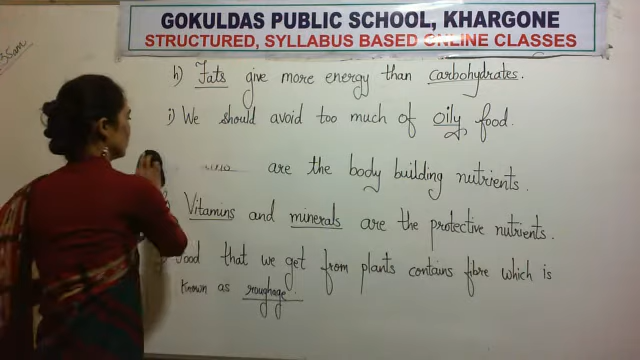 GOKULDAS PUBLIC SCHOOL, KHARGONE
STRUCTURED, SYLLABUS BASED ONLINE CLASSES
h) Fats give more energy than carbohydrates.
i) We should avoid too much of oily food.
are the body building nutrients.
Vitamins and minerals are the protective nutrients.
Food that we get from plants contains fibre which is
known as roughage.